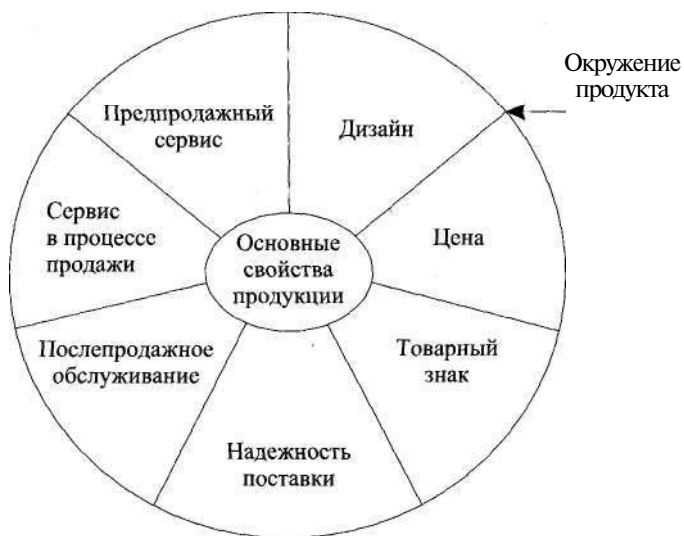 Окружение
продукта
Предпродажный
сервис
Дизайн
Сервис
в процессе
продажи
Основные
свойства
продукции
Цена
Послепродажное
обслуживание
Товарный
знак
Надежность
поставки